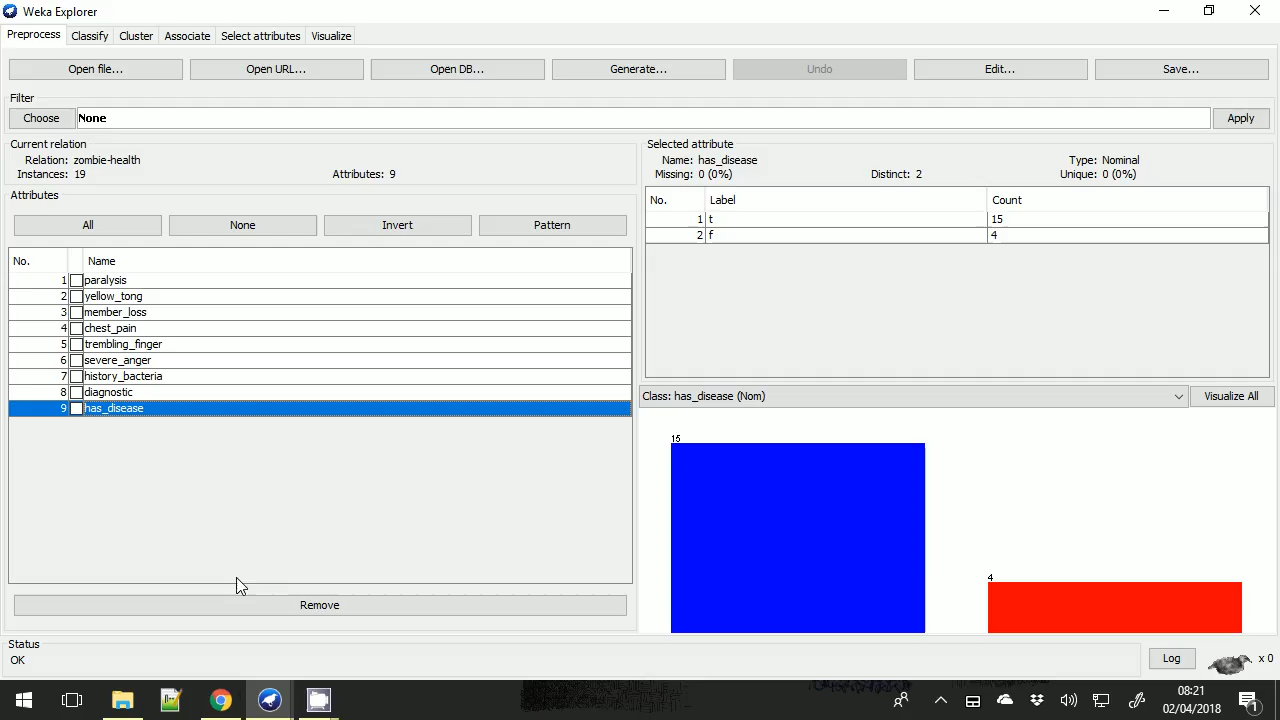 Weka Explorer
Preprocess Classify Cluster Associate Select attributes Visualize
Open file... Open URL... Open DB... Generate... Undo Edit... Save...
Filter
Choose None Apply
Current relation
Relation: zombie-health
Instances: 19 Attributes: 9
Attributes
All None Invert Pattern
No. Name
1 paralysis
2 yellow_tong
3 member_loss
4 chest_pain
5 trembling_finger
6 severe_anger
7 history_bacteria
8 diagnostic
9 has_disease
Remove
Selected attribute
Name: has_disease Type: Nominal
Missing: 0 (0%) Distinct: 2 Unique: 0 (0%)
No. Label Count
1 t 15
2 f 4
Class: has_disease (Nom) Visualize All
15
4
Status
OK
Log x 0
08:21
02/04/2018
1